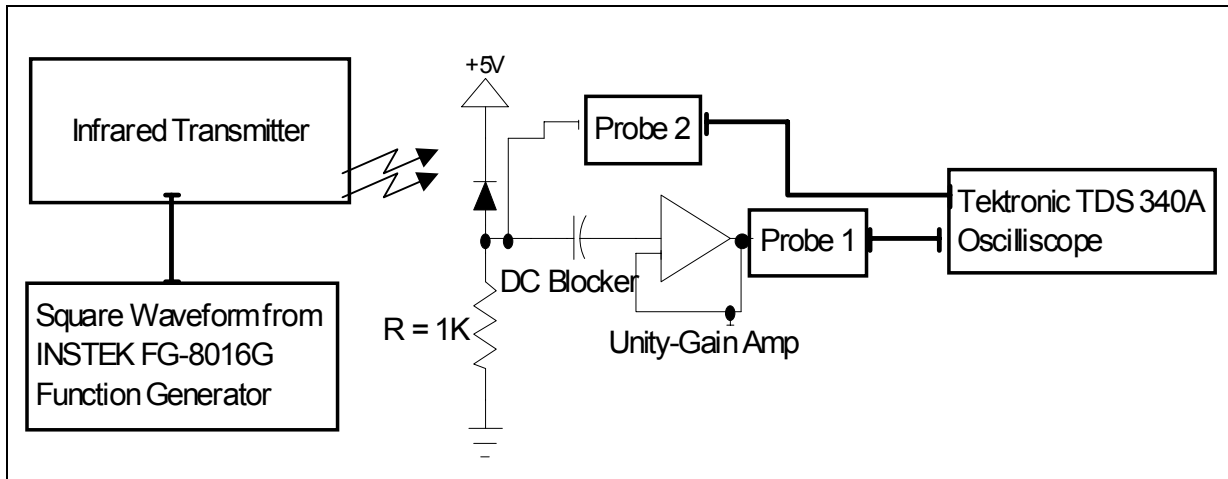 Infrared Transmitter
+5V
Probe 2
Tektronic TDS 340A
Oscilliscope
Probe 1
DC Blocker
Square Waveform from
INSTEK FG-8016G
Function Generator
R = 1K
Unity-Gain Amp